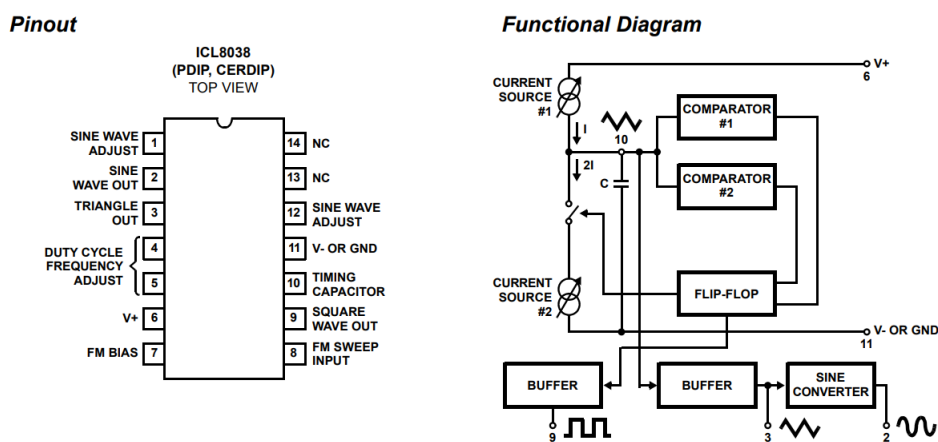 Pinout
ICL8038
(PDIP, CERDIP)
TOP VIEW
SINE WAVE
ADJUST
1
SINE
WAVE OUT
2
TRIANGLE
OUT
3
DUTY CYCLE
FREQUENCY
ADJUST
4
5
V+
6
FM BIAS
7
14
NC
13
NC
12
SINE WAVE
ADJUST
11
V- OR GND
10
TIMING
CAPACITOR
9
SQUARE
WAVE OUT
8
FM SWEEP
INPUT
Functional Diagram
V+
6
CURRENT
SOURCE
#1
I
10
2I
C
COMPARATOR
#1
COMPARATOR
#2
CURRENT
SOURCE
#2
FLIP-FLOP
V- OR GND
11
BUFFER
BUFFER
SINE
CONVERTER
9
3
2